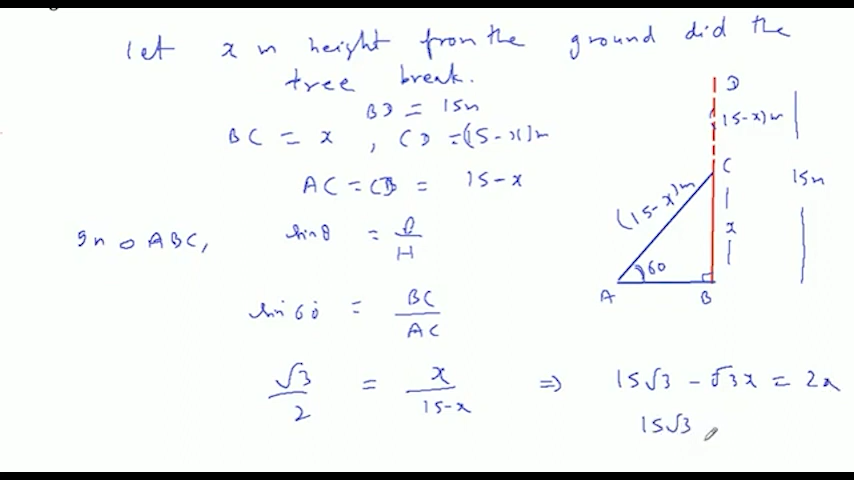 let x m height from the ground did the
tree break.
BD = 15m
BC = x , CD = (15-x)m
AC = CD = 15-x
In △ ABC, sinθ = P/H
sin 60 = BC/AC
√3/2 = x/15-x ⇒ 15√3 - √3x = 2x
15√3
D
(15-x)m
C
15m
(15-x)m
x
60
A
B